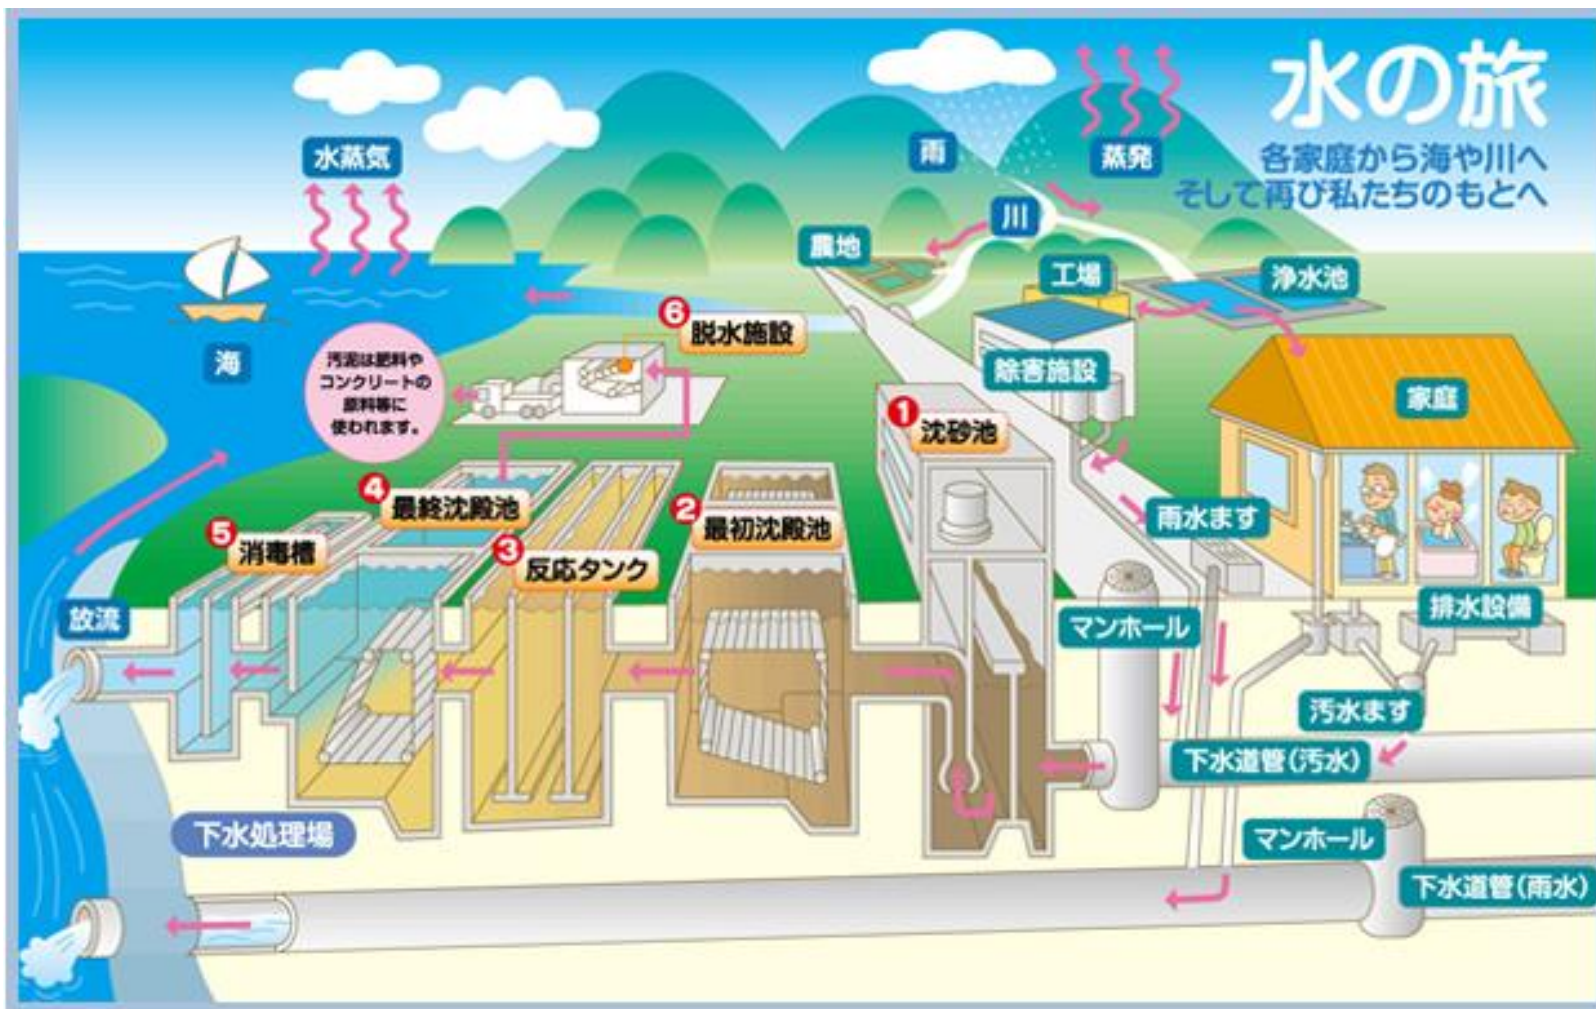 水の旅
各家庭から海や川へ
そして再び私たちのもとへ
水蒸気
雨
蒸発
川
農地
工場
浄水池
海
汚泥は肥料や
コンクリートの
原料等に
使われます。
6
脱水施設
除害施設
家庭
1
沈砂池
4
最終沈殿池
2
最初沈殿池
雨水ます
5
消毒槽
3
反応タンク
放流
マンホール
排水設備
汚水ます
下水道管(汚水)
下水処理場
マンホール
下水道管(雨水)